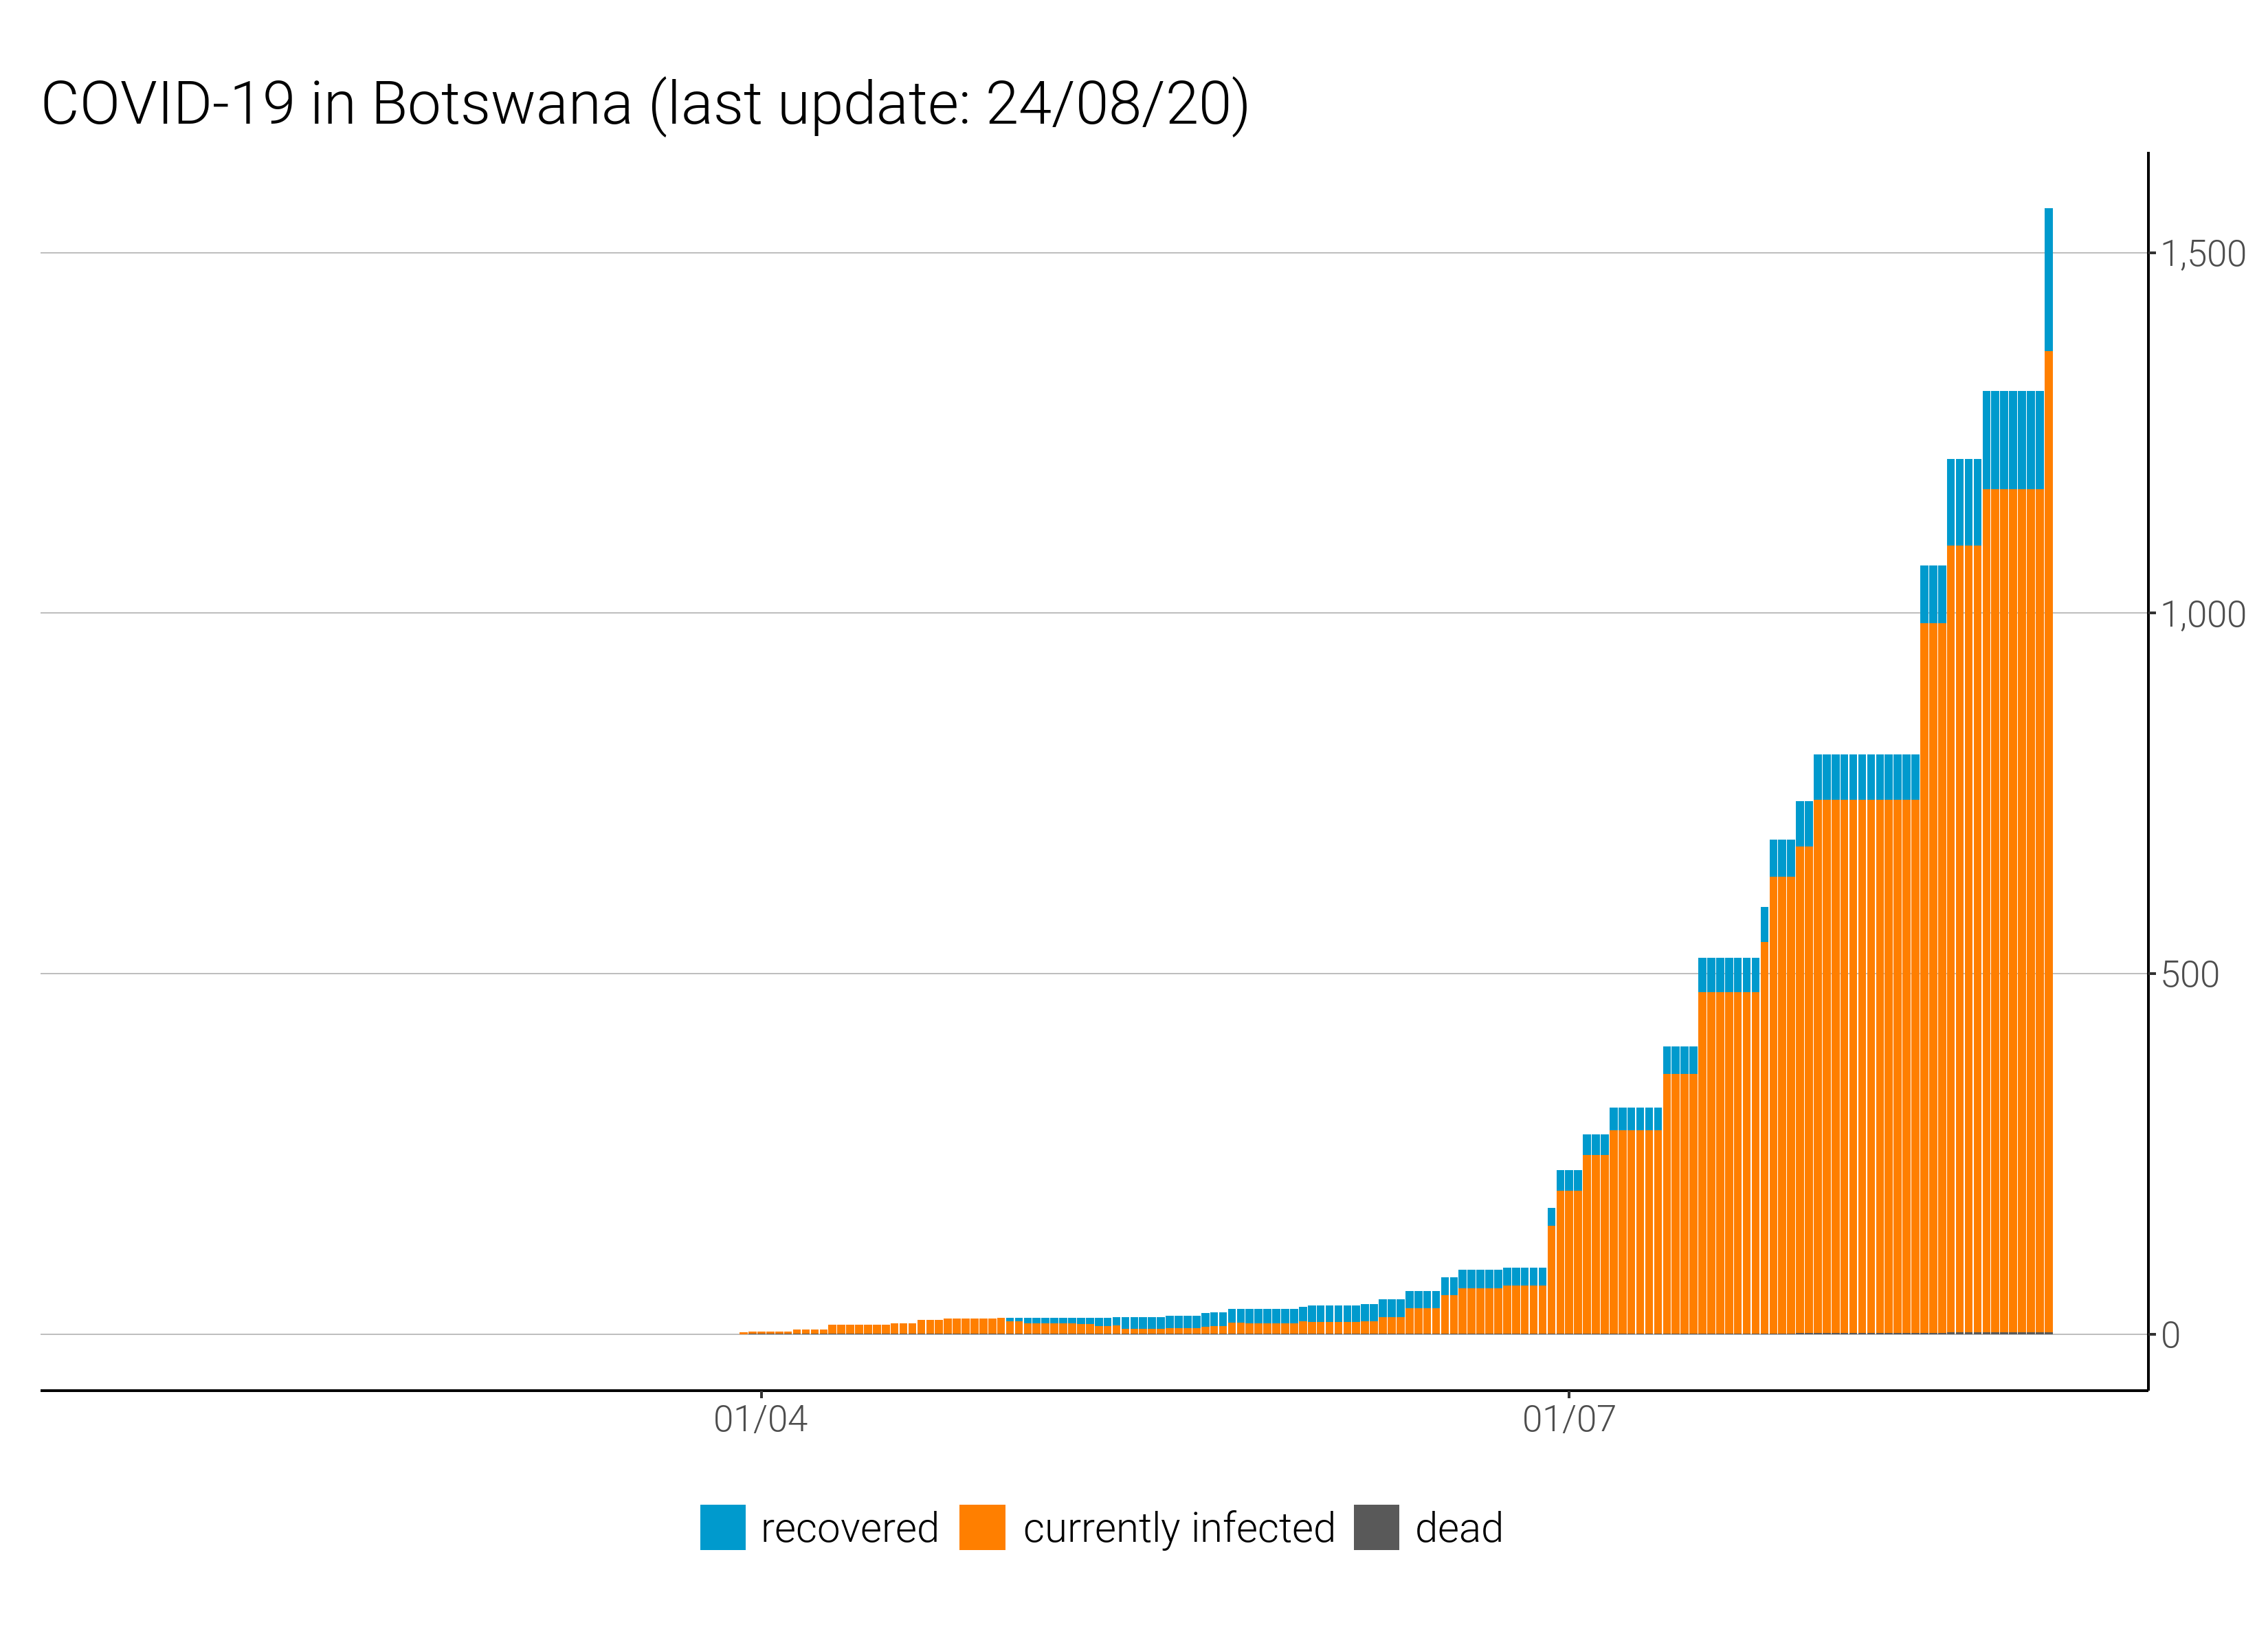 COVID-19 in Botswana (last update: 24/08/20)
1,500
1,000
500
0
01/04 01/07
recovered currently infected dead